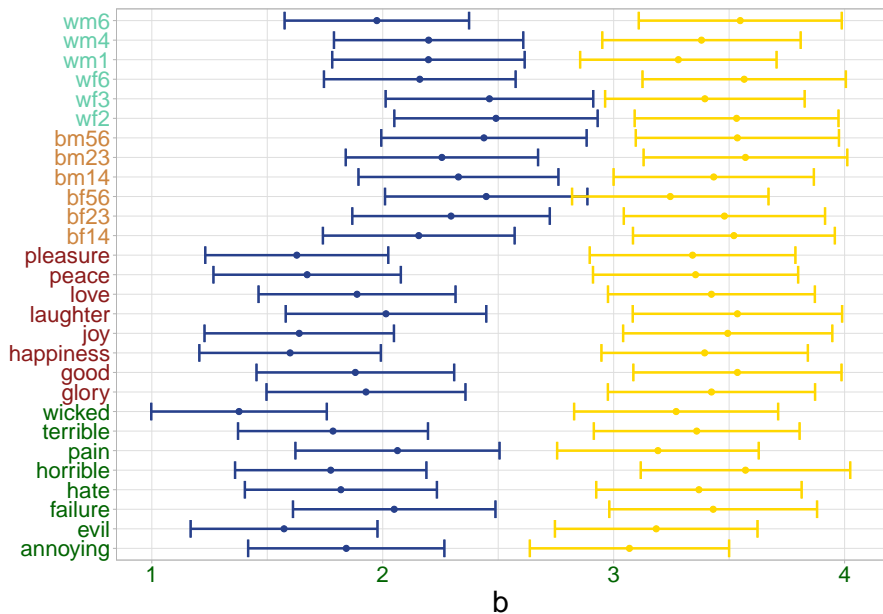 wm6
wm4
wm1
wf6
wf3
wf2
bm56
bm23
bm14
bf56
bf23
bf14
pleasure
peace
love
laughter
joy
happiness
good
glory
wicked
terrible
pain
horrible
hate
failure
evil
annoying
1 2 3 4
b